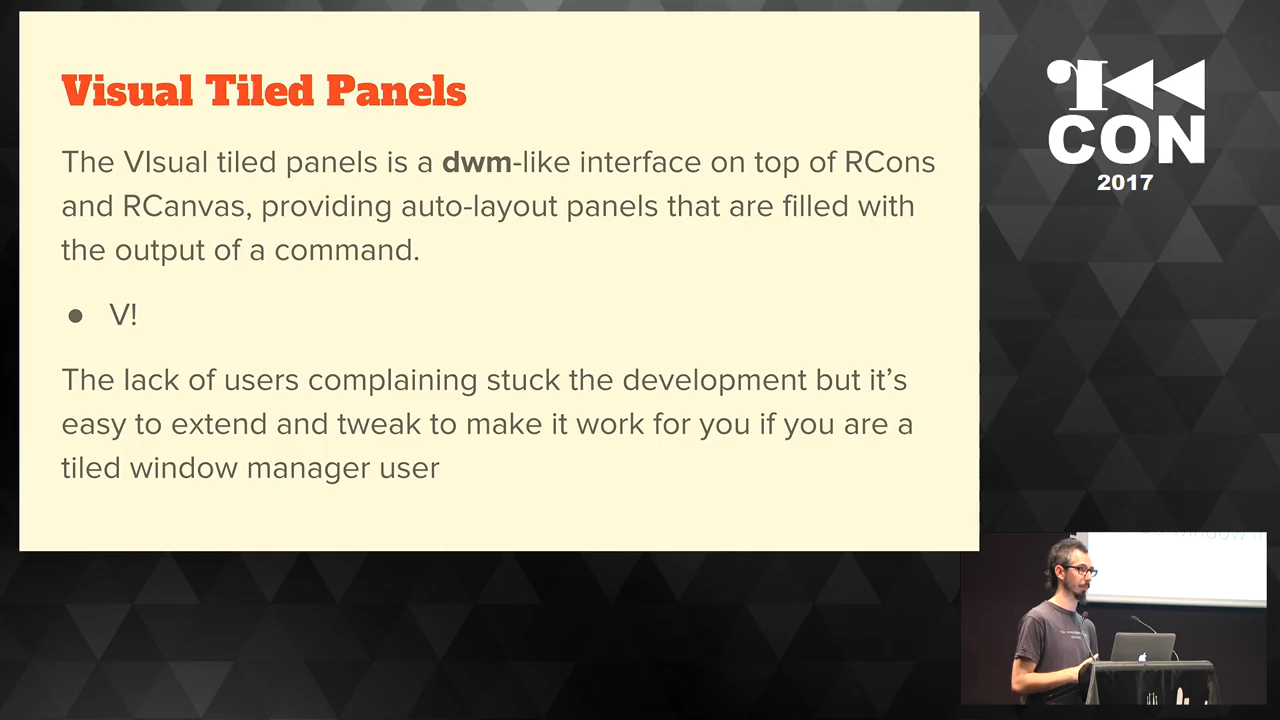 Visual Tiled Panels
The VIsual tiled panels is a dwm-like interface on top of RCons
and RCanvas, providing auto-layout panels that are filled with
the output of a command.
● V!
The lack of users complaining stuck the development but it’s
easy to extend and tweak to make it work for you if you are a
tiled window manager user
CON
2017